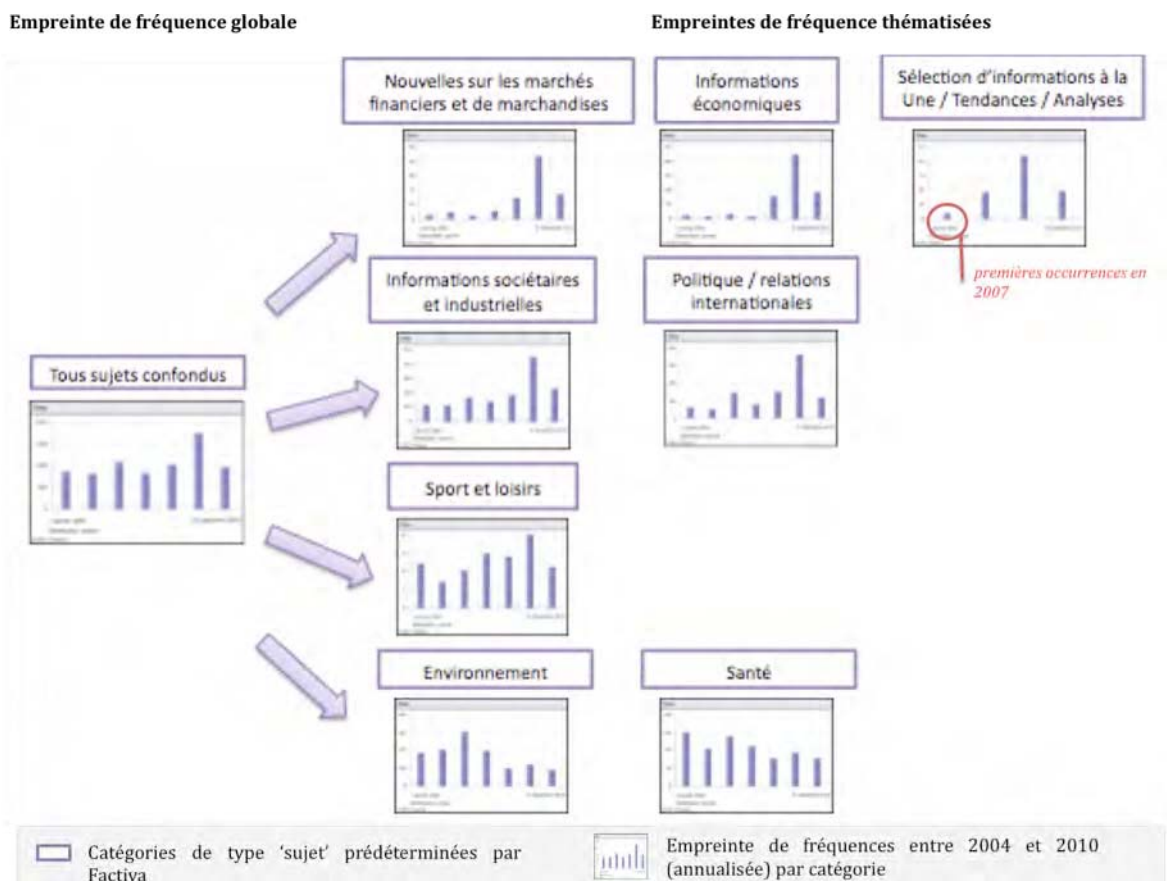 Empreinte de fréquence globale
Empreintes de fréquence thématisées
Nouvelles sur les marchés
financiers et de marchandises
Informations
économiques
Sélection d'informations à la
Une / Tendances / Analyses
premières occurrences en
2007
Informations sociétaires
et industrielles
Politique / relations
internationales
Tous sujets confondus
Sport et loisirs
Environnement
Santé
Catégories de type 'sujet' prédéterminées par
Factiva
Empreinte de fréquences entre 2004 et 2010
(annualisée) par catégorie